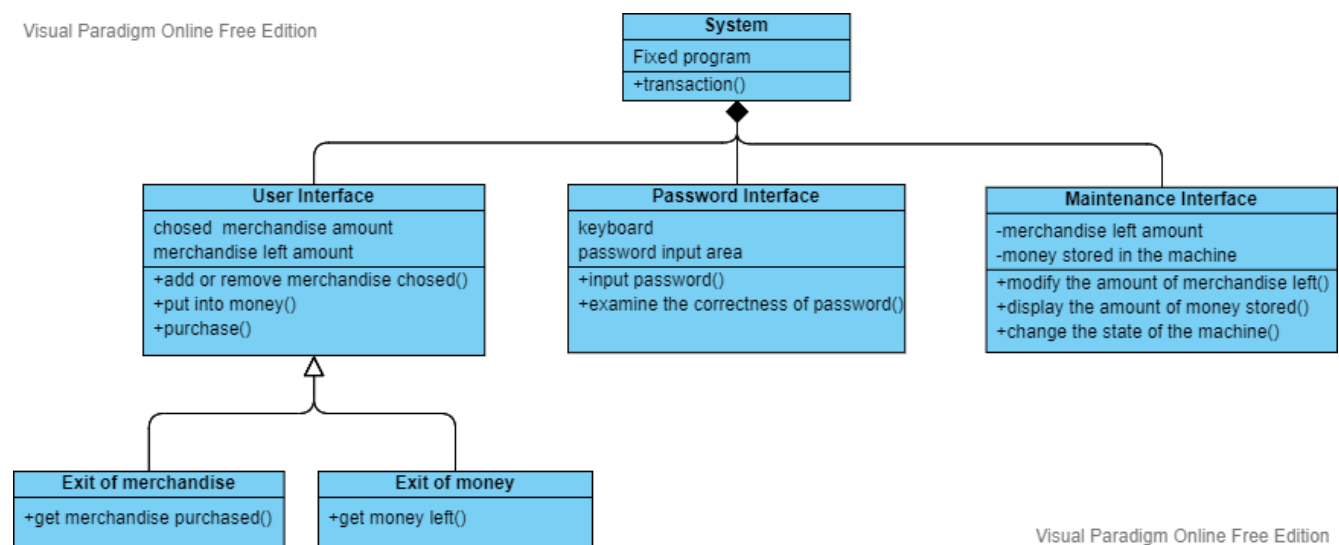 Visual Paradigm Online Free Edition
System
Fixed program
+transaction()
User Interface
chosed merchandise amount
merchandise left amount
+add or remove merchandise chosed()
+put into money()
+purchase()
Password Interface
keyboard
password input area
+input password()
+examine the correctness of password()
Maintenance Interface
-merchandise left amount
-money stored in the machine
+modify the amount of merchandise left()
+display the amount of money stored()
+change the state of the machine()
Exit of merchandise
+get merchandise purchased()
Exit of money
+get money left()
Visual Paradigm Online Free Edition